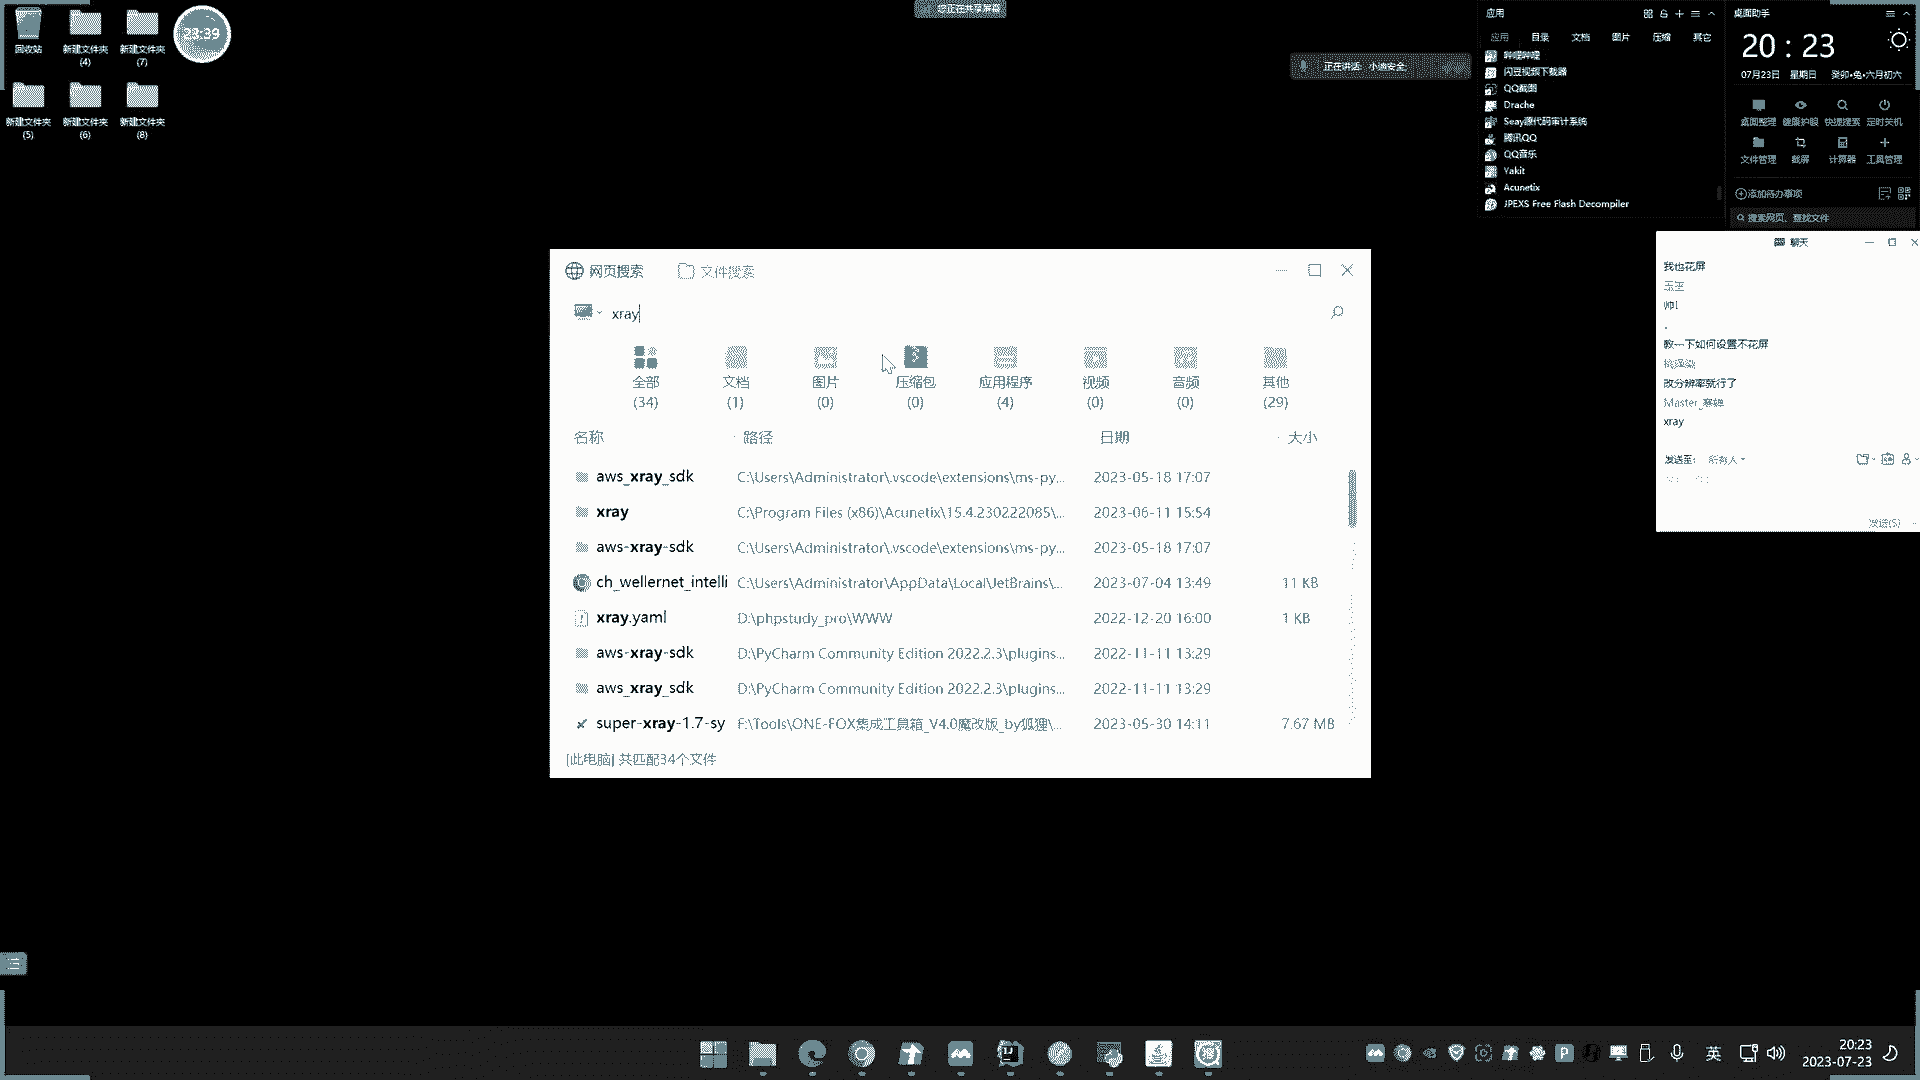 您正在共享屏幕
回收站
新建文件夹 (4)
新建文件夹 (7)
23:39
新建文件夹 (5)
新建文件夹 (6)
新建文件夹 (8)
正在讲话: 小迪安全;
应用
应用 目录 文档 图片 压缩 其它
哔哩哔哩
闪豆视频下载器
QQ截图
Drache
Seay源代码审计系统
腾讯QQ
QQ音乐
Yakit
Acunetix
JPEXS Free Flash Decompiler
桌面助手
20 : 23
07月23日 星期日 癸卯•兔•六月初六
桌面整理 健康护眼 快捷搜索 定时关机
文件管理 截屏 计算器 工具管理
添加待办事项
搜索网页、查找文件
聊天
我也花屏
帅!
.
教一下如何设置不花屏
改分辨率就行了
xray
发送至: 所有人
发送(S)
网页搜索 文件搜索
xray
全部 文档 图片 压缩包 应用程序 视频 音频 其他
(34) (1) (0) (0) (4) (0) (0) (29)
名称 路径 日期 大小
aws_xray_sdk C:\Users\Administrator\.vscode\extensions\ms-py... 2023-05-18 17:07
xray C:\Program Files (x86)\Acunetix\15.4.230222085\... 2023-06-11 15:54
aws-xray-sdk C:\Users\Administrator\.vscode\extensions\ms-py... 2023-05-18 17:07
ch_wellernet_intelli C:\Users\Administrator\AppData\Local\JetBrains\... 2023-07-04 13:49 11 KB
xray.yaml D:\phpstudy_pro\WWW 2022-12-20 16:00 1 KB
aws-xray-sdk D:\PyCharm Community Edition 2022.2.3\plugins... 2022-11-11 13:29
aws_xray_sdk D:\PyCharm Community Edition 2022.2.3\plugins... 2022-11-11 13:29
super-xray-1.7-sy F:\Tools\ONE-FOX集成工具箱_V4.0魔改版_by狐狸\... 2023-05-30 14:11 7.67 MB
[此电脑] 共匹配34个文件
英
20:23
2023-07-23